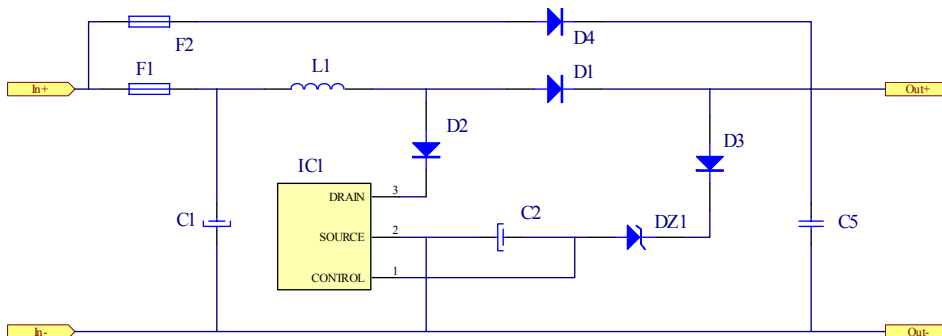 F2
D4
F1
L1
D1
In+
Out+
D2
D3
IC1
DRAIN
3
C1
SOURCE
2
C2
DZ1
C5
CONTROL
1
In-
Out-